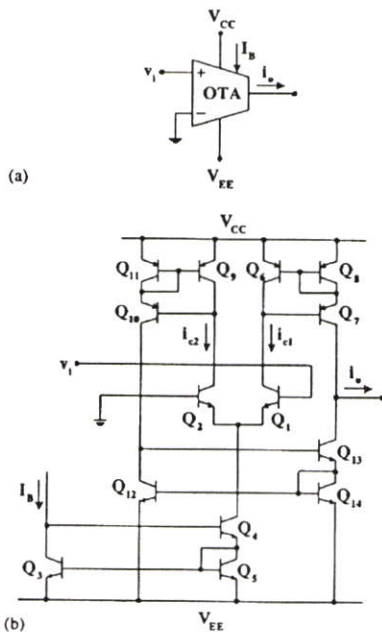 V_CC
I_B
v_i
+
i_o
OTA
−
V_EE
(a)
V_CC
Q_11
Q_9
Q_6
Q_8
Q_10
Q_7
i_c2
i_c1
v_i
i_o
Q_2
Q_1
Q_13
I_B
Q_12
Q_14
Q_4
Q_3
Q_5
(b)
V_EE